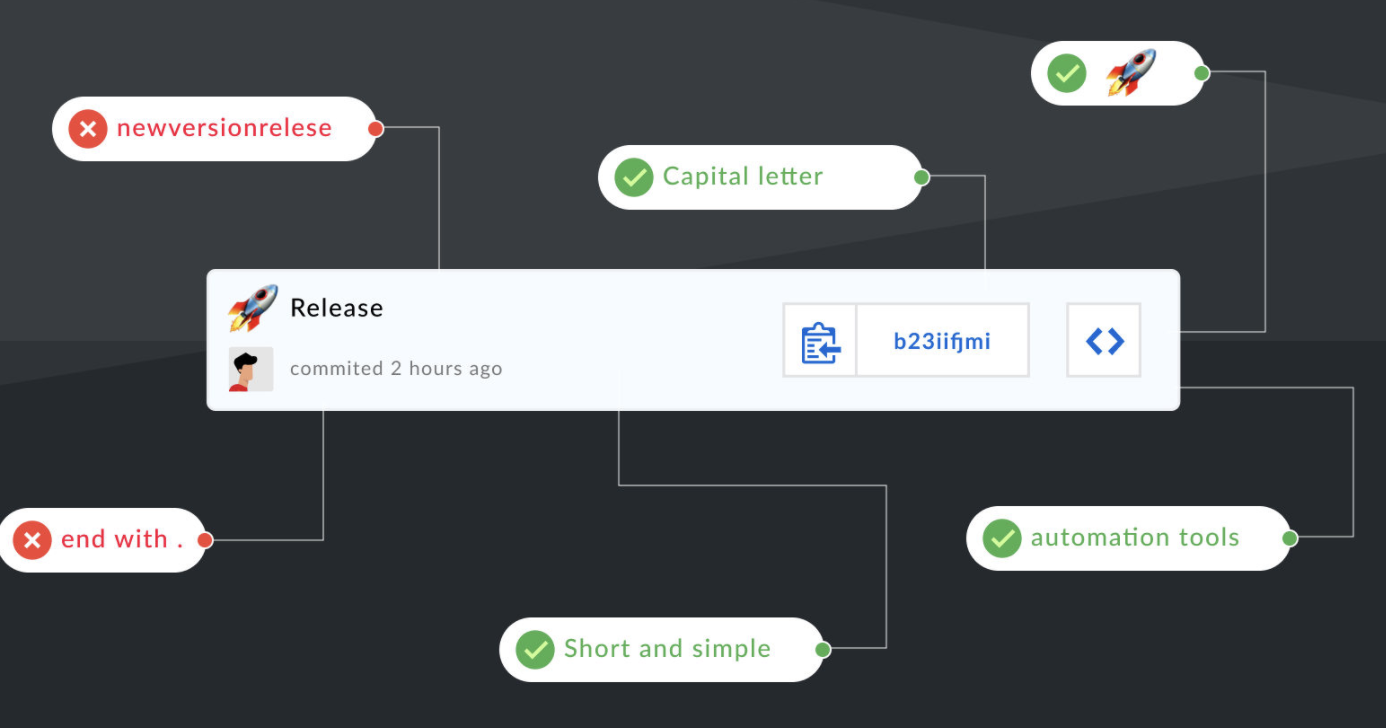 newversionrelese
Capital letter
Release
commited 2 hours ago
b23iifjmi
end with .
automation tools
Short and simple